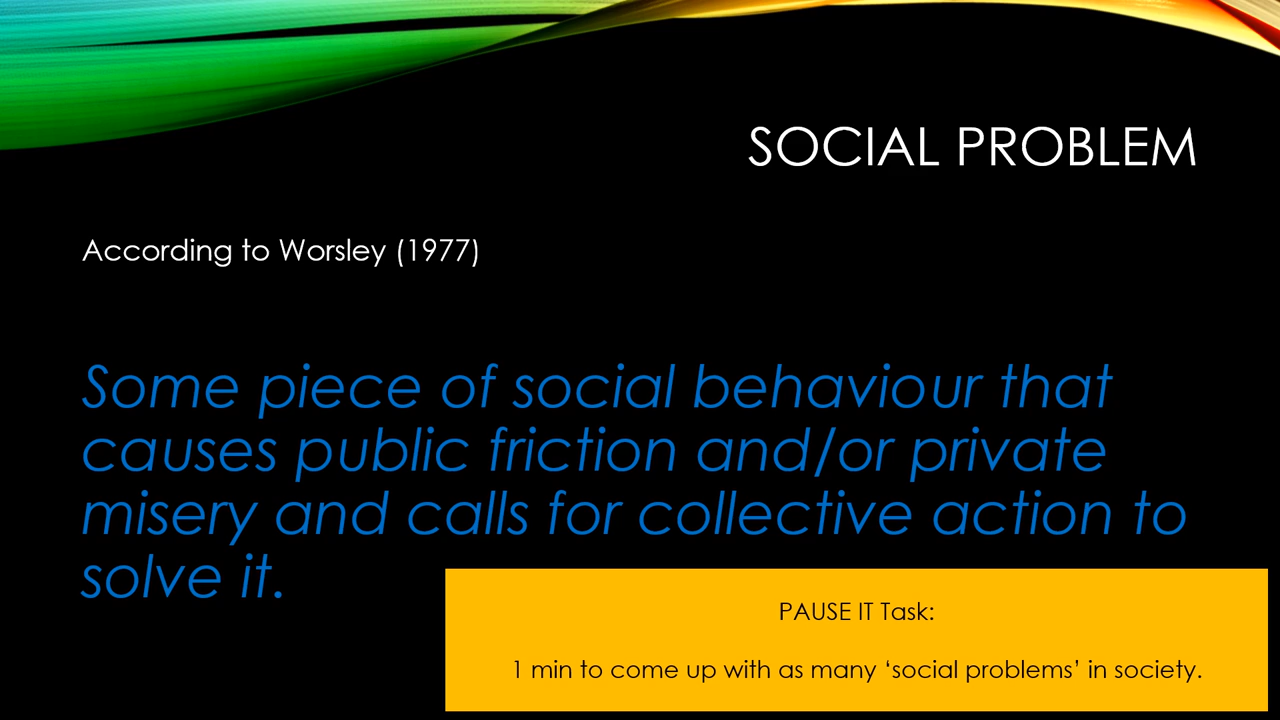 SOCIAL PROBLEM
According to Worsley (1977)
Some piece of social behaviour that
causes public friction and/or private
misery and calls for collective action to
solve it.
PAUSE IT Task:
1 min to come up with as many ‘social problems’ in society.